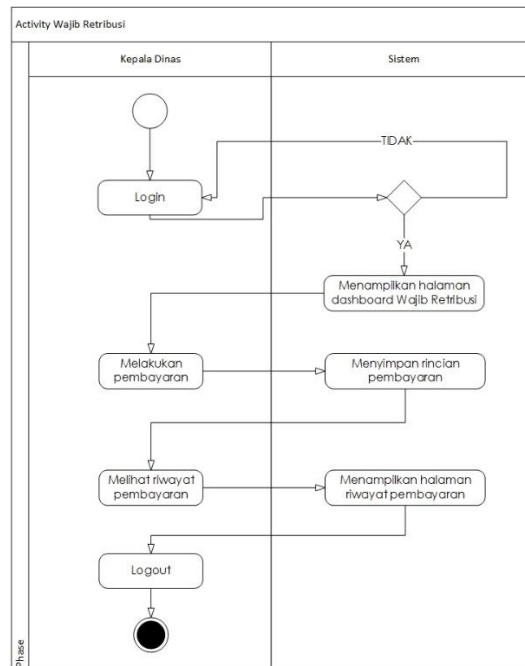 Activity Wajib Retribusi
Kepala Dinas
Sistem
TIDAK
Login
YA
Menampilkan halaman
dashboard Wajib Retribusi
Melakukan
pembayaran
Menyimpan rincian
pembayaran
Melihat riwayat
pembayaran
Menampilkan halaman
riwayat pembayaran
Logout
Phase